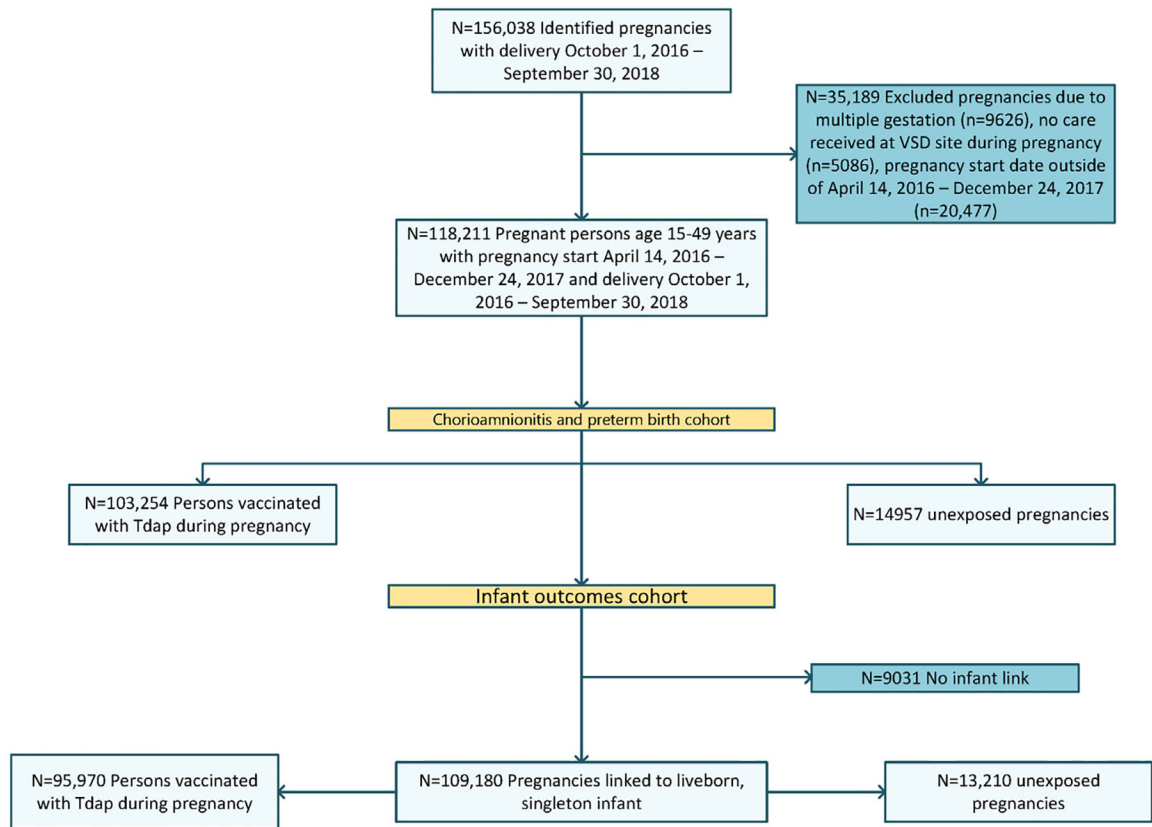 N=156,038 Identified pregnancies
with delivery October 1, 2016 –
September 30, 2018
N=35,189 Excluded pregnancies due to
multiple gestation (n=9626), no care
received at VSD site during pregnancy
(n=5086), pregnancy start date outside
of April 14, 2016 – December 24, 2017
(n=20,477)
N=118,211 Pregnant persons age 15-49 years
with pregnancy start April 14, 2016 –
December 24, 2017 and delivery October 1,
2016 – September 30, 2018
Chorioamnionitis and preterm birth cohort
N=103,254 Persons vaccinated
with Tdap during pregnancy
N=14957 unexposed pregnancies
Infant outcomes cohort
N=9031 No infant link
N=95,970 Persons vaccinated
with Tdap during pregnancy
N=109,180 Pregnancies linked to liveborn,
singleton infant
N=13,210 unexposed
pregnancies